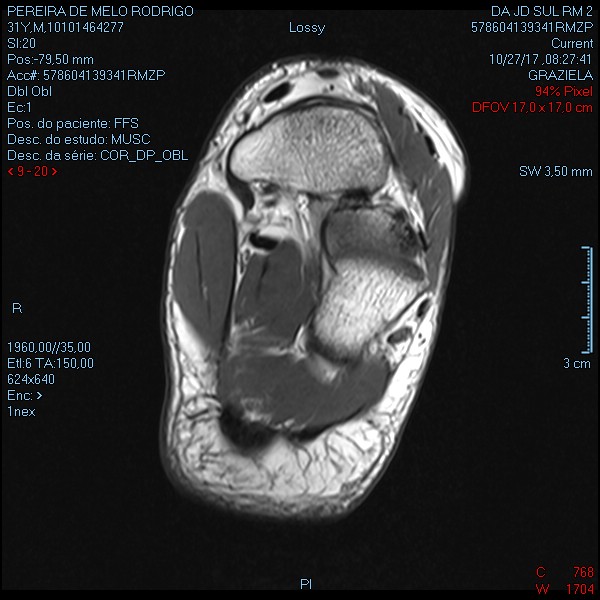 PEREIRA DE MELO RODRIGO
31Y,M,10101464277
Sl:20
Pos:-79,50 mm
Acc#: 578604139341RMZP
Dbl Obl
Ec:1
Pos. do paciente: FFS
Desc. do estudo: MUSC
Desc. da série: COR_DP_OBL
< 9 - 20 >
Lossy
DA JD SUL RM 2
578604139341RMZP
Current
10/27/17 ,08:27:41
GRAZIELA
94% Pixel
DFOV 17,0 x 17,0 cm
SW 3,50 mm
R
3 cm
1960,00//35,00
Etl:6 TA:150,00
624x640
Enc: >
1nex
PI
C 768
W 1704